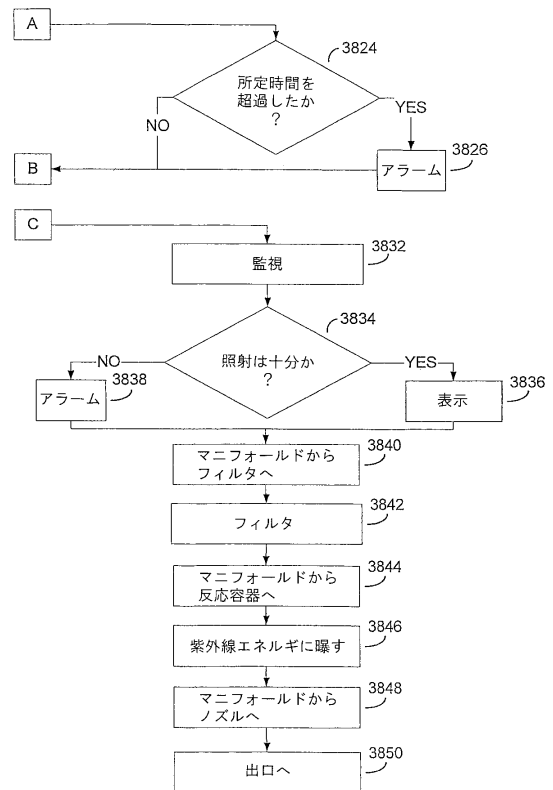 A
3824
所定時間を
超過したか
?
NO
YES
3826
B
アラーム
C
3832
監視
3834
照射は十分か
?
NO
YES
3838
アラーム
3836
表示
3840
マニフォールドから
フィルタへ
3842
フィルタ
3844
マニフォールドから
反応容器へ
3846
紫外線エネルギに曝す
3848
マニフォールドから
ノズルへ
3850
出口へ